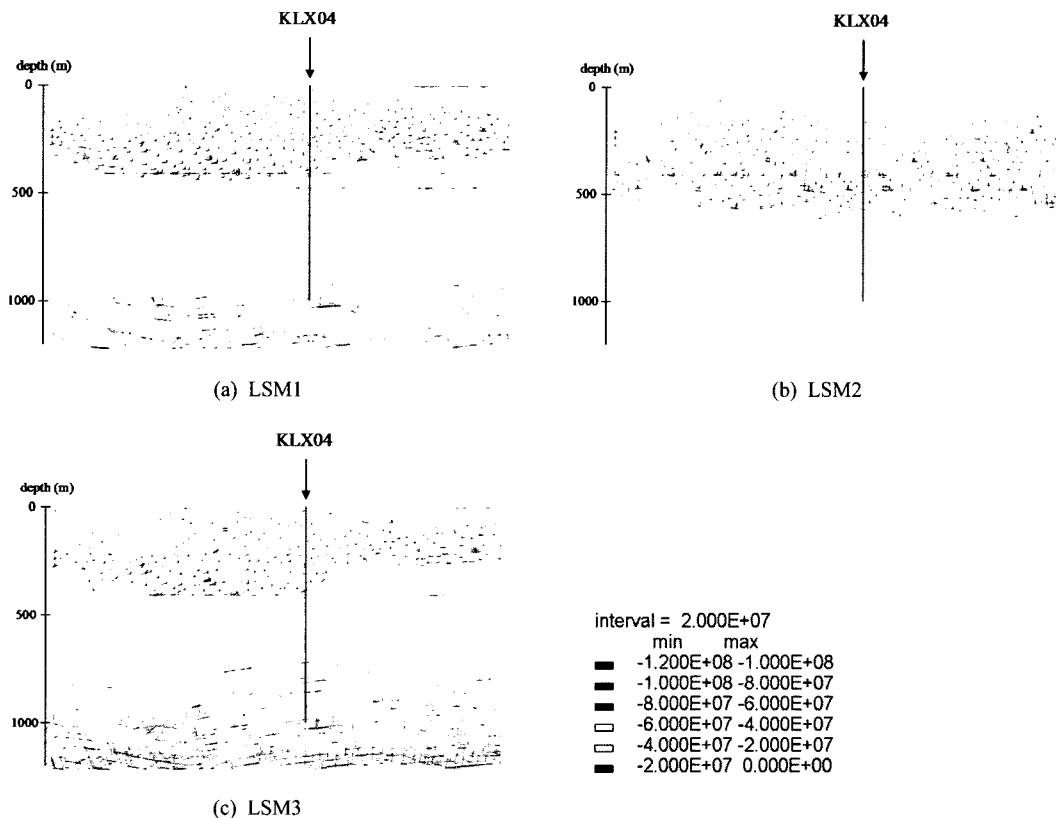 KLX04
depth (m)
0
500
1000
(a) LSM1
KLX04
depth (m)
0
500
1000
(b) LSM2
KLX04
depth (m)
0
500
1000
(c) LSM3
interval = 2.000E+07
min max
-1.200E+08 -1.000E+08
-1.000E+08 -8.000E+07
-8.000E+07 -6.000E+07
-6.000E+07 -4.000E+07
-4.000E+07 -2.000E+07
-2.000E+07 0.000E+00